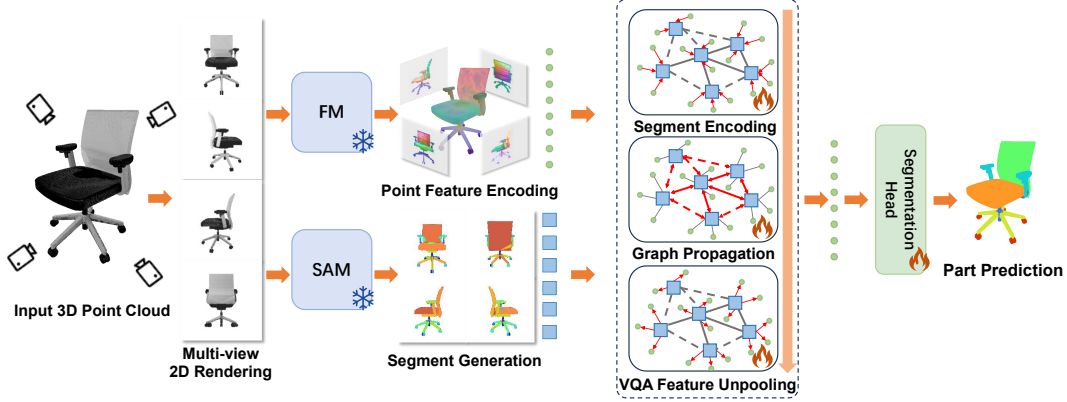 Input 3D Point Cloud
Multi-view
2D Rendering
FM
SAM
Point Feature Encoding
Segment Generation
Segment Encoding
Graph Propagation
VQA Feature Unpooling
Segmentation
Head
Part Prediction